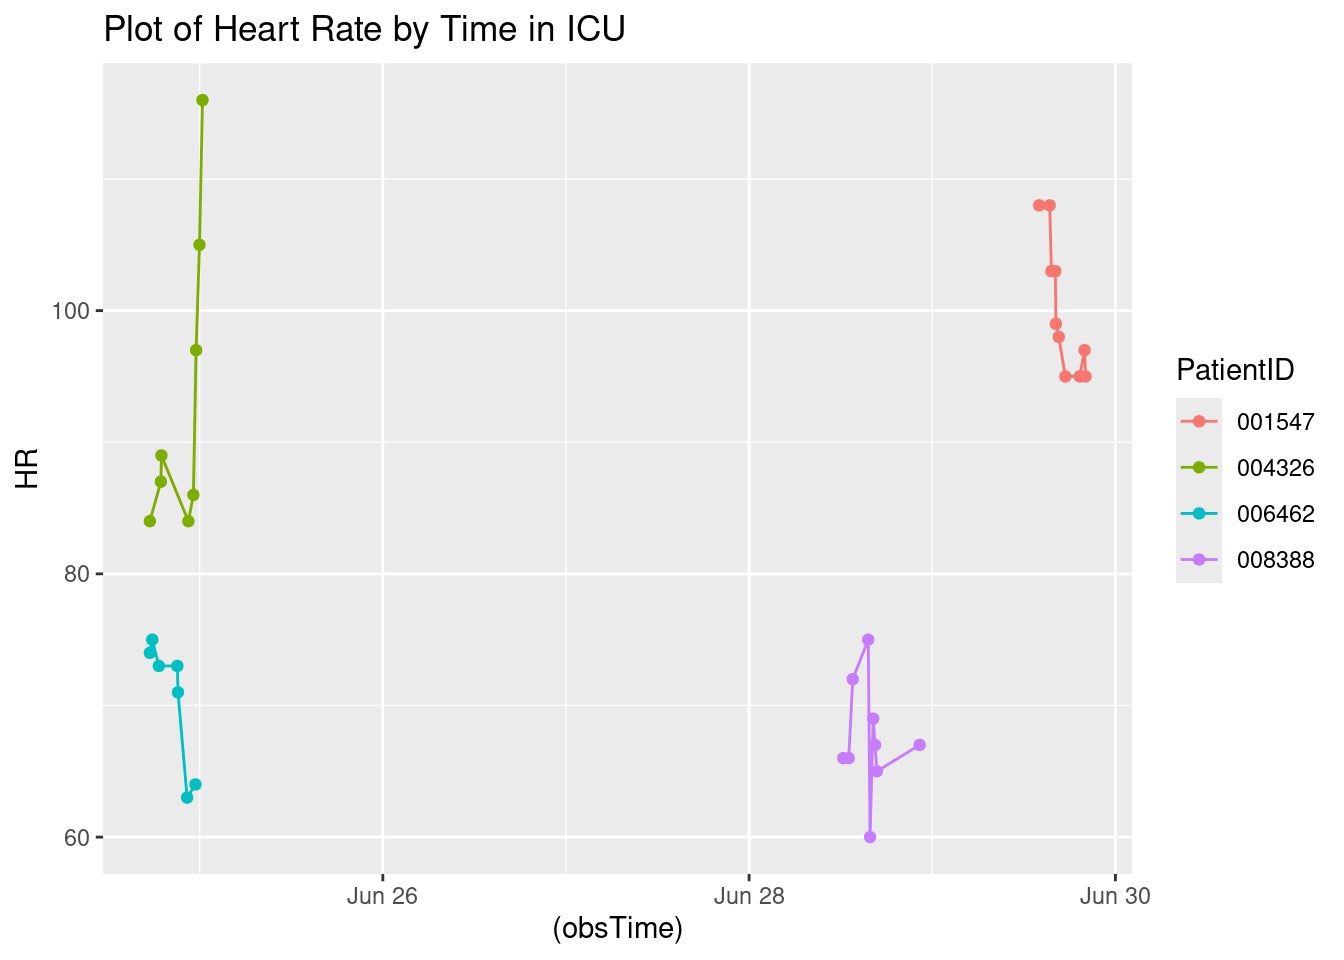 Plot of Heart Rate by Time in ICU
HR
100
80
60
Jun 26
Jun 28
Jun 30
(obsTime)
PatientID
001547
004326
006462
008388